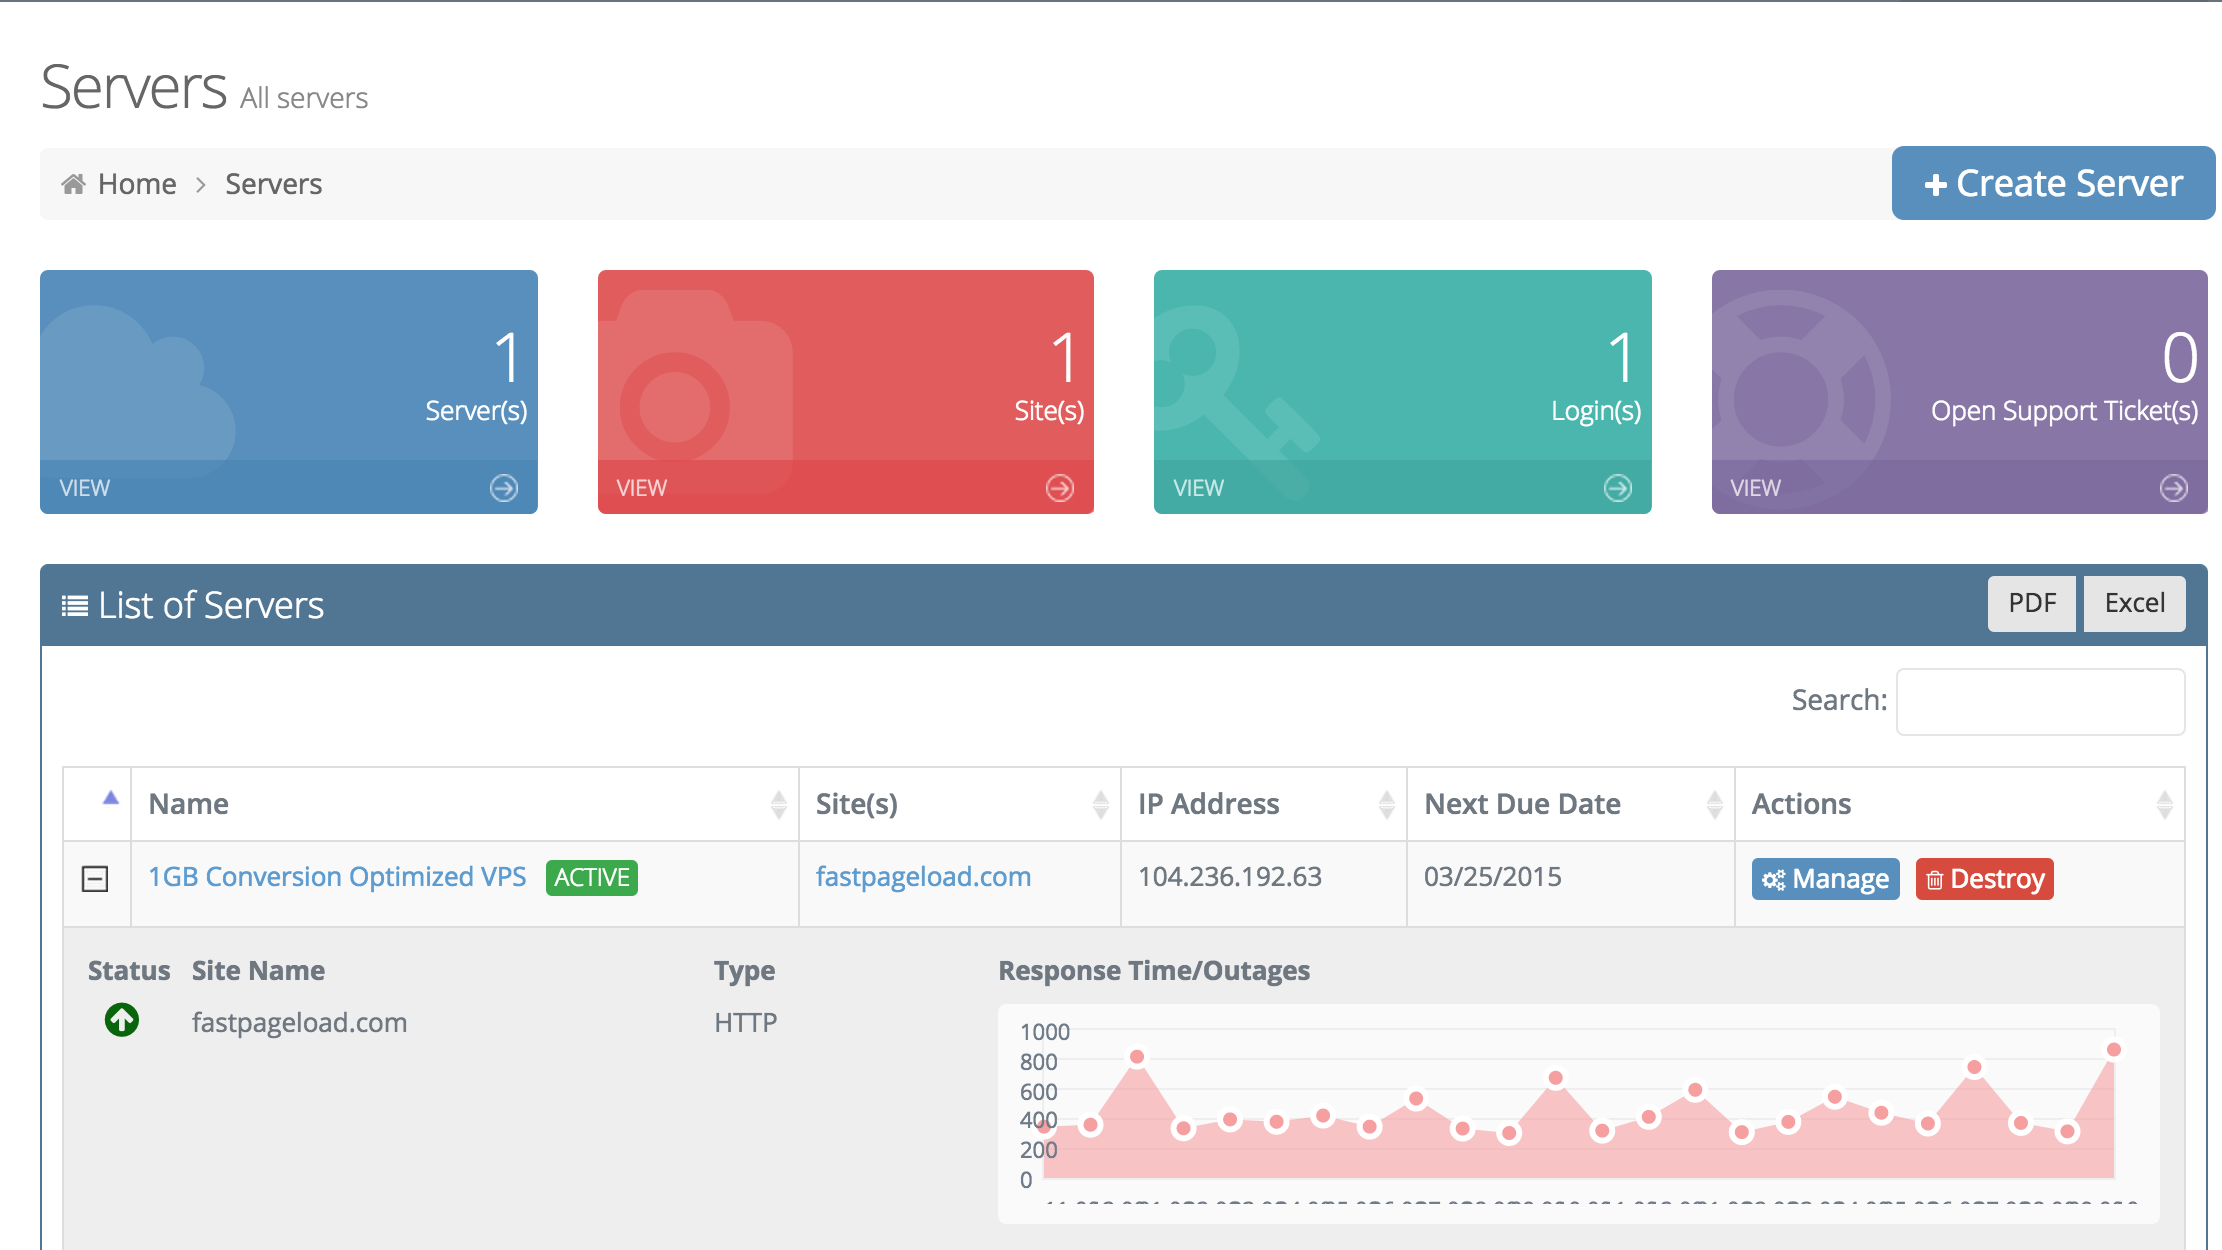 Servers All servers
Home > Servers
+ Create Server
1
Server(s)
VIEW
1
Site(s)
VIEW
1
Login(s)
VIEW
0
Open Support Ticket(s)
VIEW
List of Servers
PDF Excel
Search:
Name Site(s) IP Address Next Due Date Actions
1GB Conversion Optimized VPS ACTIVE fastpageload.com 104.236.192.63 03/25/2015 Manage Destroy
Status Site Name Type Response Time/Outages
fastpageload.com HTTP
1000
800
600
400
200
0